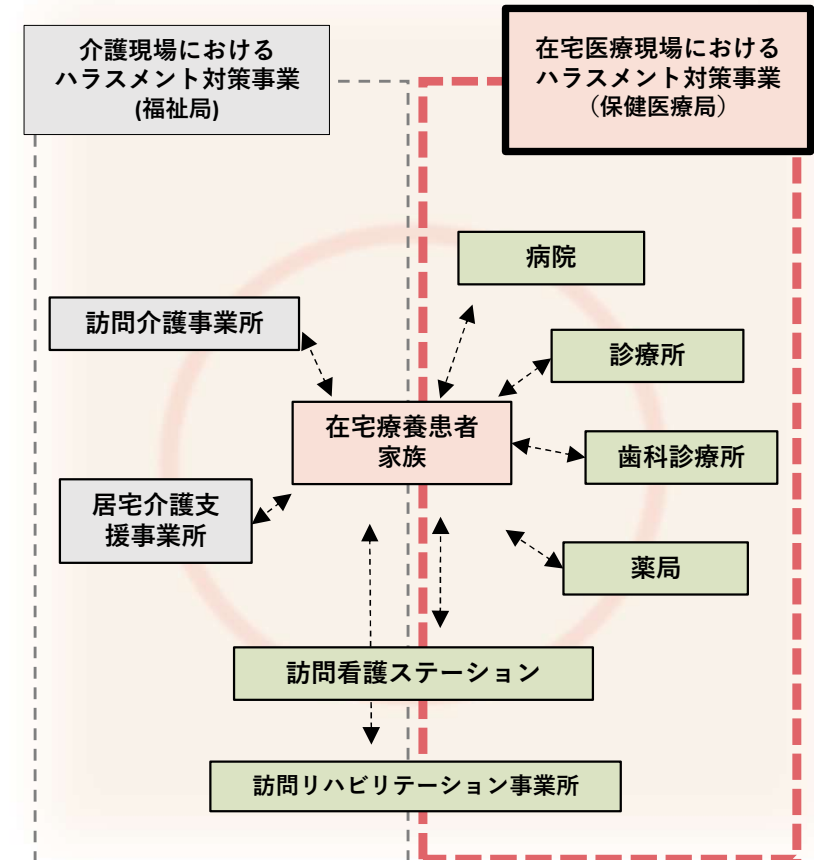 介護現場における
ハラスメント対策事業
(福祉局)
在宅医療現場における
ハラスメント対策事業
（保健医療局）
病院
訪問介護事業所
診療所
在宅療養患者
家族
歯科診療所
居宅介護支
援事業所
薬局
訪問看護ステーション
訪問リハビリテーション事業所